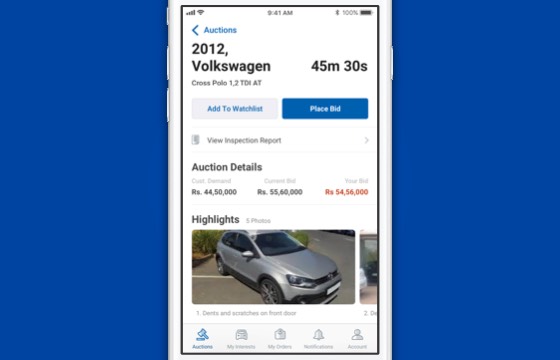 9:41 AM
100%
Auctions
2012,
Volkswagen
45m 30s
Cross Polo 1,2 TDI AT
Add To Watchlist
Place Bid
View Inspection Report
Auction Details
Cust. Demand
Current Bid
Your Bid
Rs. 44,50,000
Rs. 55,60,000
Rs 54,56,000
Highlights
5 Photos
1. Dents and scratches on front door
2. De
Auctions
My Interests
My Orders
Notifications
Account